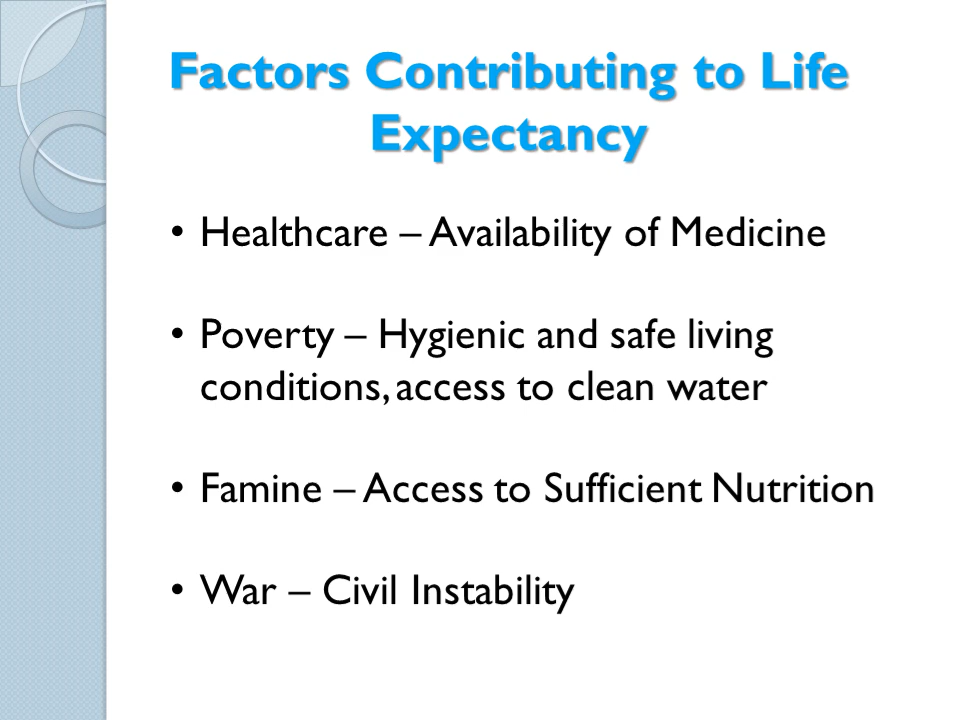 Factors Contributing to Life
Expectancy
• Healthcare – Availability of Medicine
• Poverty – Hygienic and safe living
conditions, access to clean water
• Famine – Access to Sufficient Nutrition
• War – Civil Instability